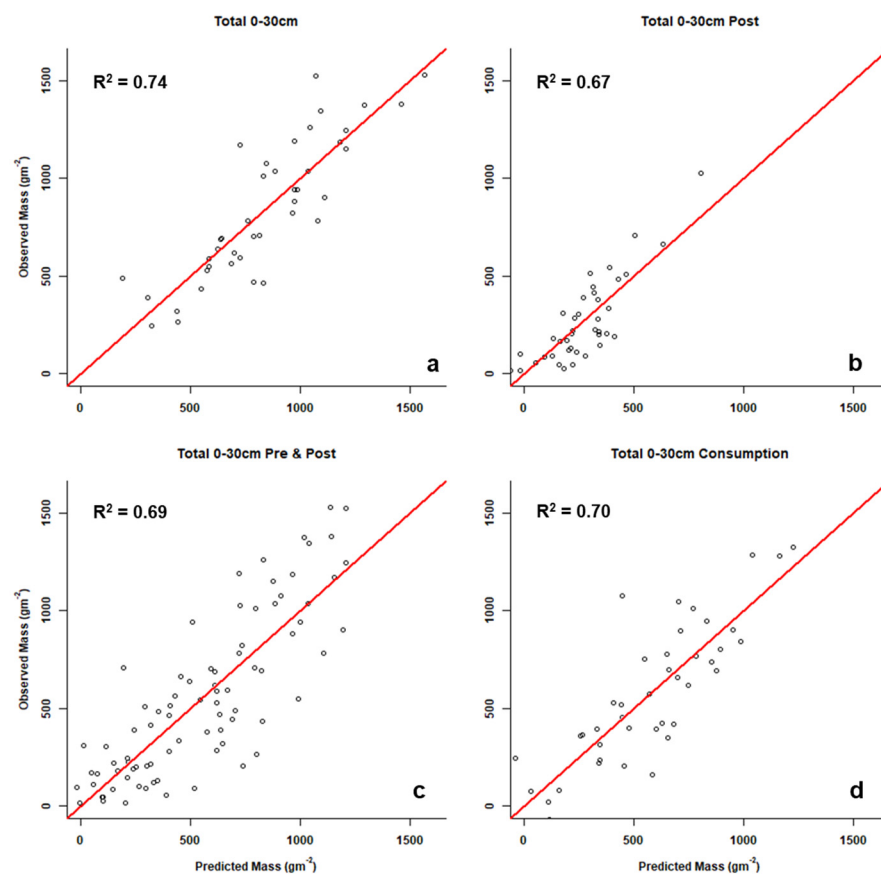 Total 0-30cm
R² = 0.74
1500
1000
500
0
Observed Mass (gm⁻²)
a
0 500 1000 1500
Total 0-30cm Post
R² = 0.67
1500
1000
500
0
b
0 500 1000 1500
Total 0-30cm Pre & Post
R² = 0.69
1500
1000
500
0
Observed Mass (gm⁻²)
c
0 500 1000 1500
Predicted Mass (gm⁻²)
Total 0-30cm Consumption
R² = 0.70
1500
1000
500
0
d
0 500 1000 1500
Predicted Mass (gm⁻²)